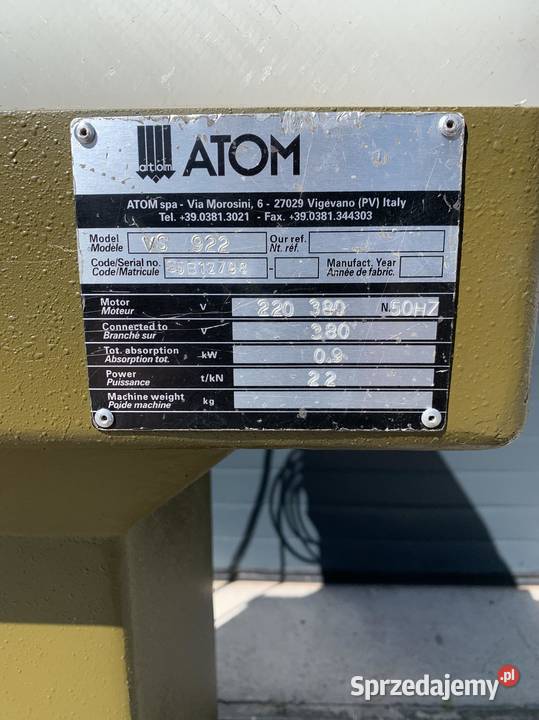 atom ATOM
ATOM spa - Via Morosini, 6 - 27029 Vigevano (PV) Italy
Tel. +39.0381.3021 - Fax. +39.0381.344303
Model VS 922 Our ref.
Modèle Nt. réf.
Code/Serial no. - Manufact. Year
Code/Matricule Année de fabric.
Motor V 220 380 N.50HZ
Moteur
Connected to V 380
Branché sur
Tot. absorption kW 0.9
Absorption tot.
Power t/kN 22
Puissance
Machine weight kg
Poide machine
Sprzedajemy.pl